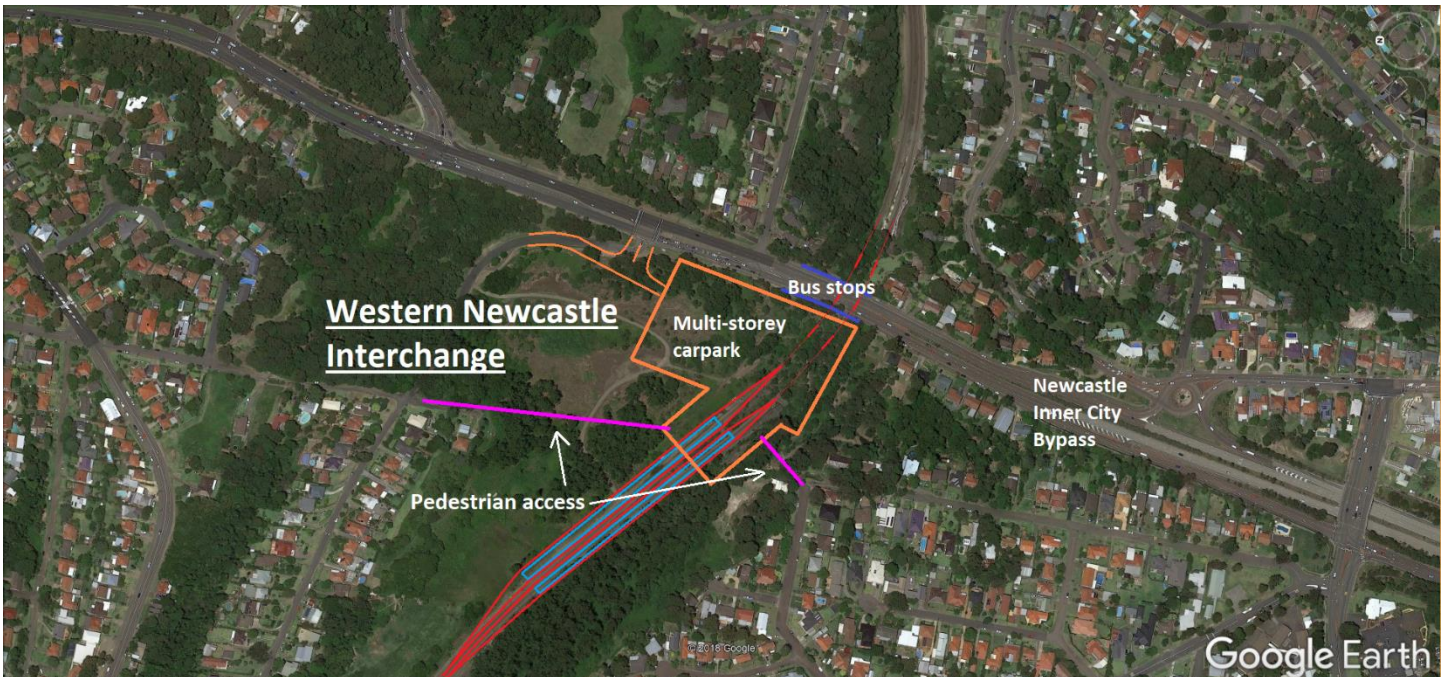 Bus stops
Western Newcastle
Interchange
Multi-storey
carpark
Newcastle
Inner City
Bypass
Pedestrian access
© 2018 Google
Google Earth